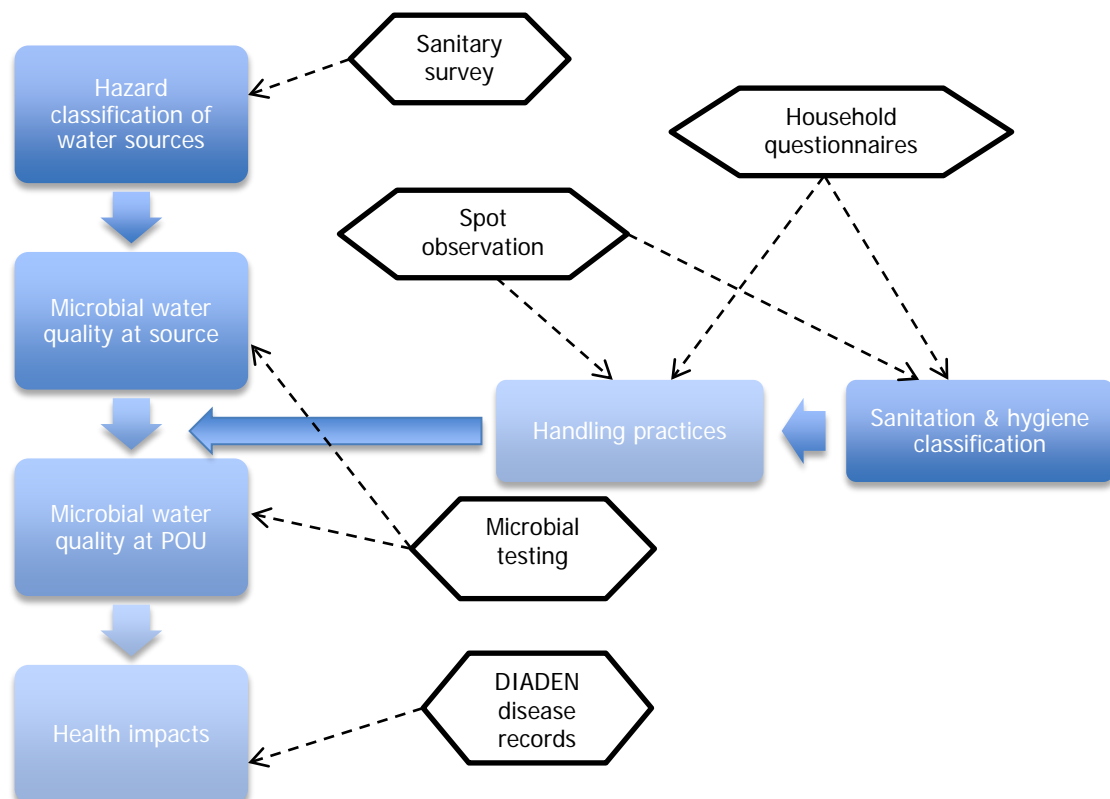 Sanitary
survey
Hazard
classification of
water sources
Household
questionnaires
Spot
observation
Microbial water
quality at source
Handling practices
Sanitation & hygiene
classification
Microbial water
quality at POU
Microbial
testing
DIADEN
disease
records
Health impacts